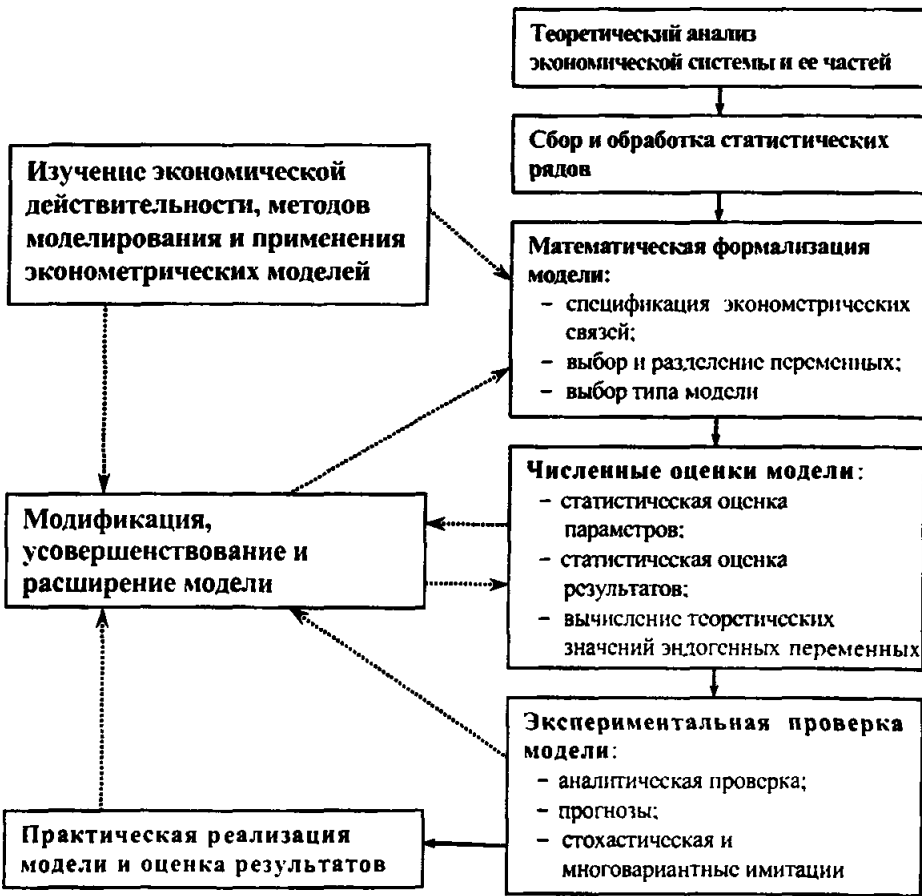 Теоретический анализ
экономической системы и ее частей
Сбор и обработка статистических
рядов
Изучение экономической
действительности, методов
моделирования и применения
эконометрических моделей
Математическая формализация
модели:
– спецификация эконометрических
связей;
– выбор и разделение переменных;
– выбор типа модели
Численные оценки модели:
– статистическая оценка
параметров;
– статистическая оценка
результатов;
– вычисление теоретических
значений эндогенных переменных
Модификация,
усовершенствование и
расширение модели
Экспериментальная проверка
модели:
– аналитическая проверка;
– прогнозы;
– стохастическая и
многовариантные имитации
Практическая реализация
модели и оценка результатов